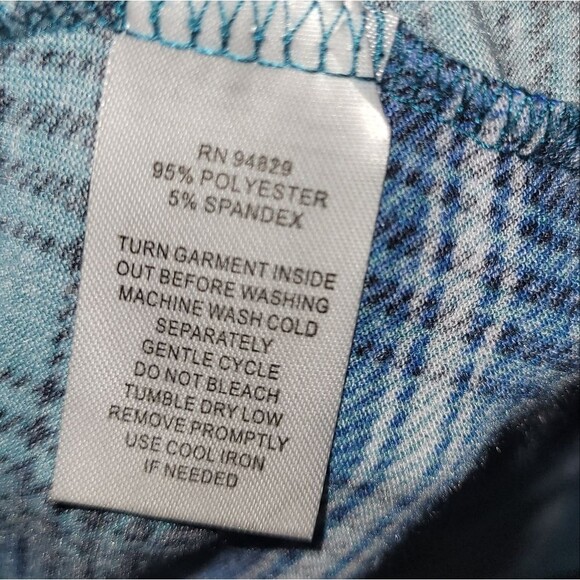 RN 94829
95% POLYESTER
5% SPANDEX
TURN GARMENT INSIDE
OUT BEFORE WASHING
MACHINE WASH COLD
SEPARATELY
GENTLE CYCLE
DO NOT BLEACH
TUMBLE DRY LOW
REMOVE PROMPTLY
USE COOL IRON
IF NEEDED